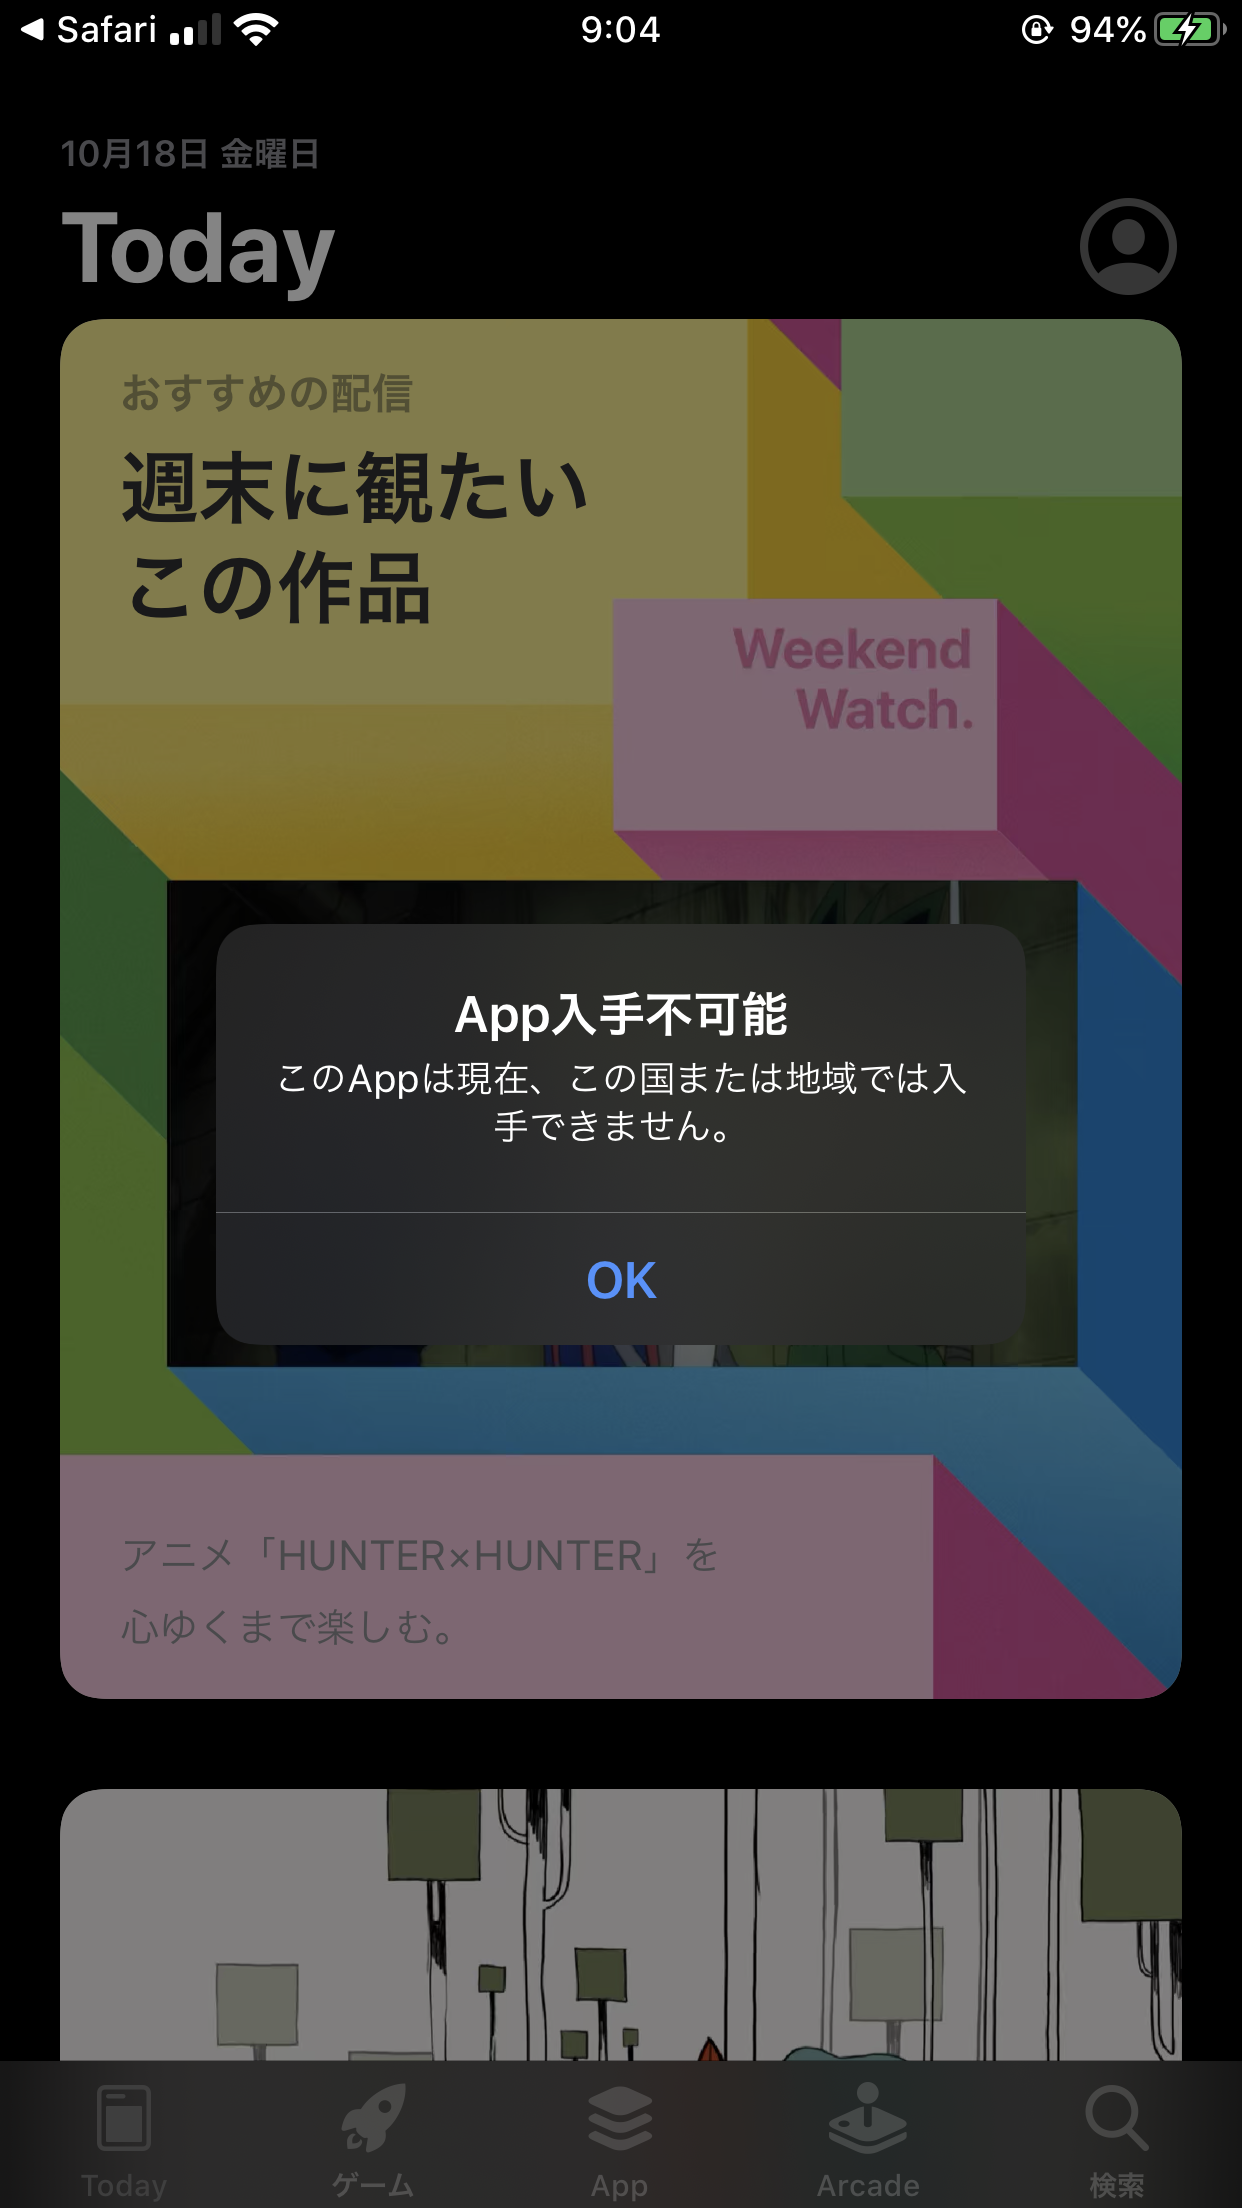 Safari
9:04
94%
10月18日 金曜日
Today
おすすめの配信
週末に観たい
この作品
Weekend
Watch.
App入手不可能
このAppは現在、この国または地域では入
手できません。
OK
アニメ「HUNTER×HUNTER」を
心ゆくまで楽しむ。
Today
ゲーム
App
Arcade
検索